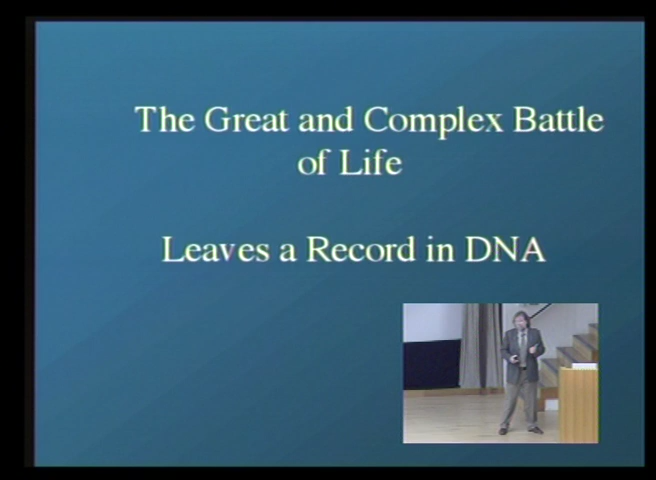 The Great and Complex Battle
of Life
Leaves a Record in DNA